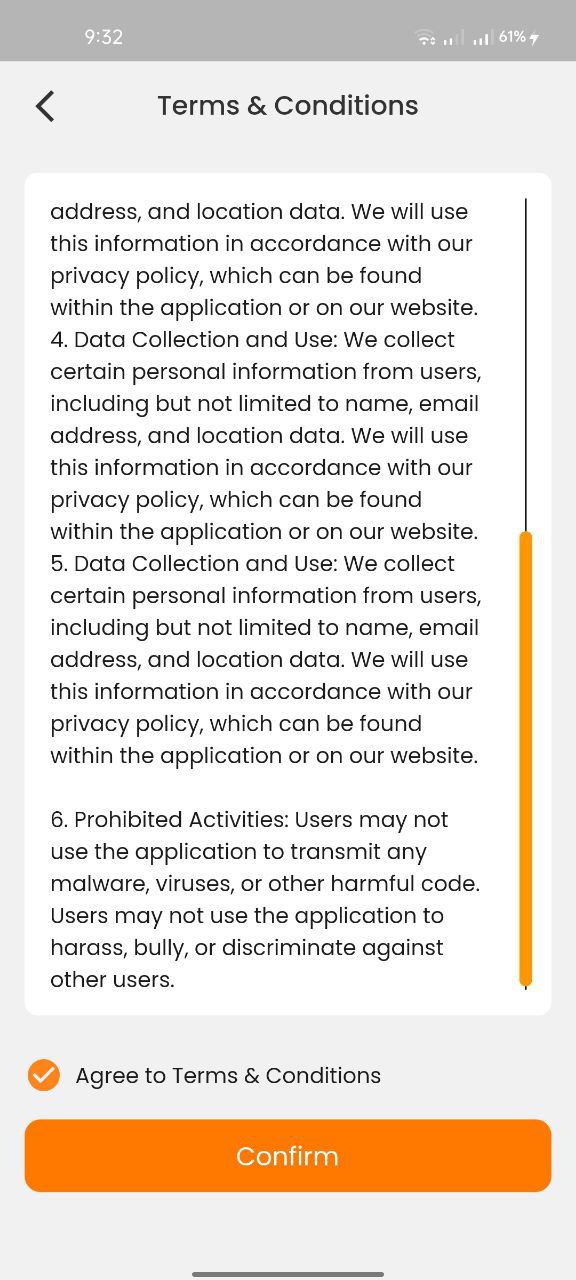 9:32
61%
Terms & Conditions
address, and location data. We will use
this information in accordance with our
privacy policy, which can be found
within the application or on our website.
4. Data Collection and Use: We collect
certain personal information from users,
including but not limited to name, email
address, and location data. We will use
this information in accordance with our
privacy policy, which can be found
within the application or on our website.
5. Data Collection and Use: We collect
certain personal information from users,
including but not limited to name, email
address, and location data. We will use
this information in accordance with our
privacy policy, which can be found
within the application or on our website.
6. Prohibited Activities: Users may not
use the application to transmit any
malware, viruses, or other harmful code.
Users may not use the application to
harass, bully, or discriminate against
other users.
Agree to Terms & Conditions
Confirm